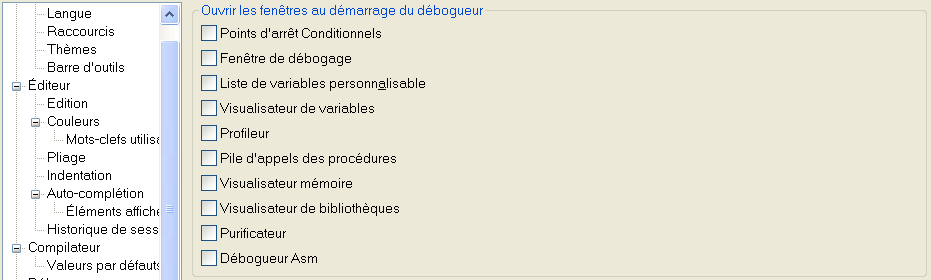 Langue
Raccourcis
Thèmes
Barre d'outils
Éditeur
Edition
Couleurs
Mots-clefs utilisa
Pliage
Indentation
Auto-complétion
Éléments affiche
Historique de sess
Compilateur
Valeurs par défauts
Ouvrir les fenêtres au démarrage du débogueur
Points d'arrêt Conditionnels
Fenêtre de débogage
Liste de variables personnalisable
Visualisateur de variables
Profileur
Pile d'appels des procédures
Visualisateur mémoire
Visualisateur de bibliothèques
Purificateur
Débogueur Asm